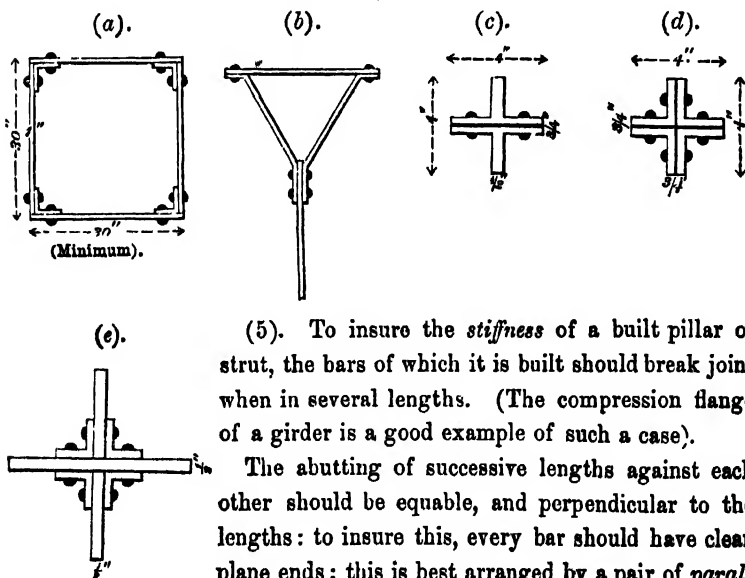 (a). (b). (c). (d).
4" 4."
30" 4" 3/4 3/4" 4"
1/2" 3/4"
30"
(Minimum).
(e). (5). To insure the stiffness of a built pillar o
strut, the bars of which it is built should break join
when in several lengths. (The compression flang
of a girder is a good example of such a case).
The abutting of successive lengths against each
other should be equable, and perpendicular to the
lengths: to insure this, every bar should have clean
plane ends: this is best arranged by a pair of paral